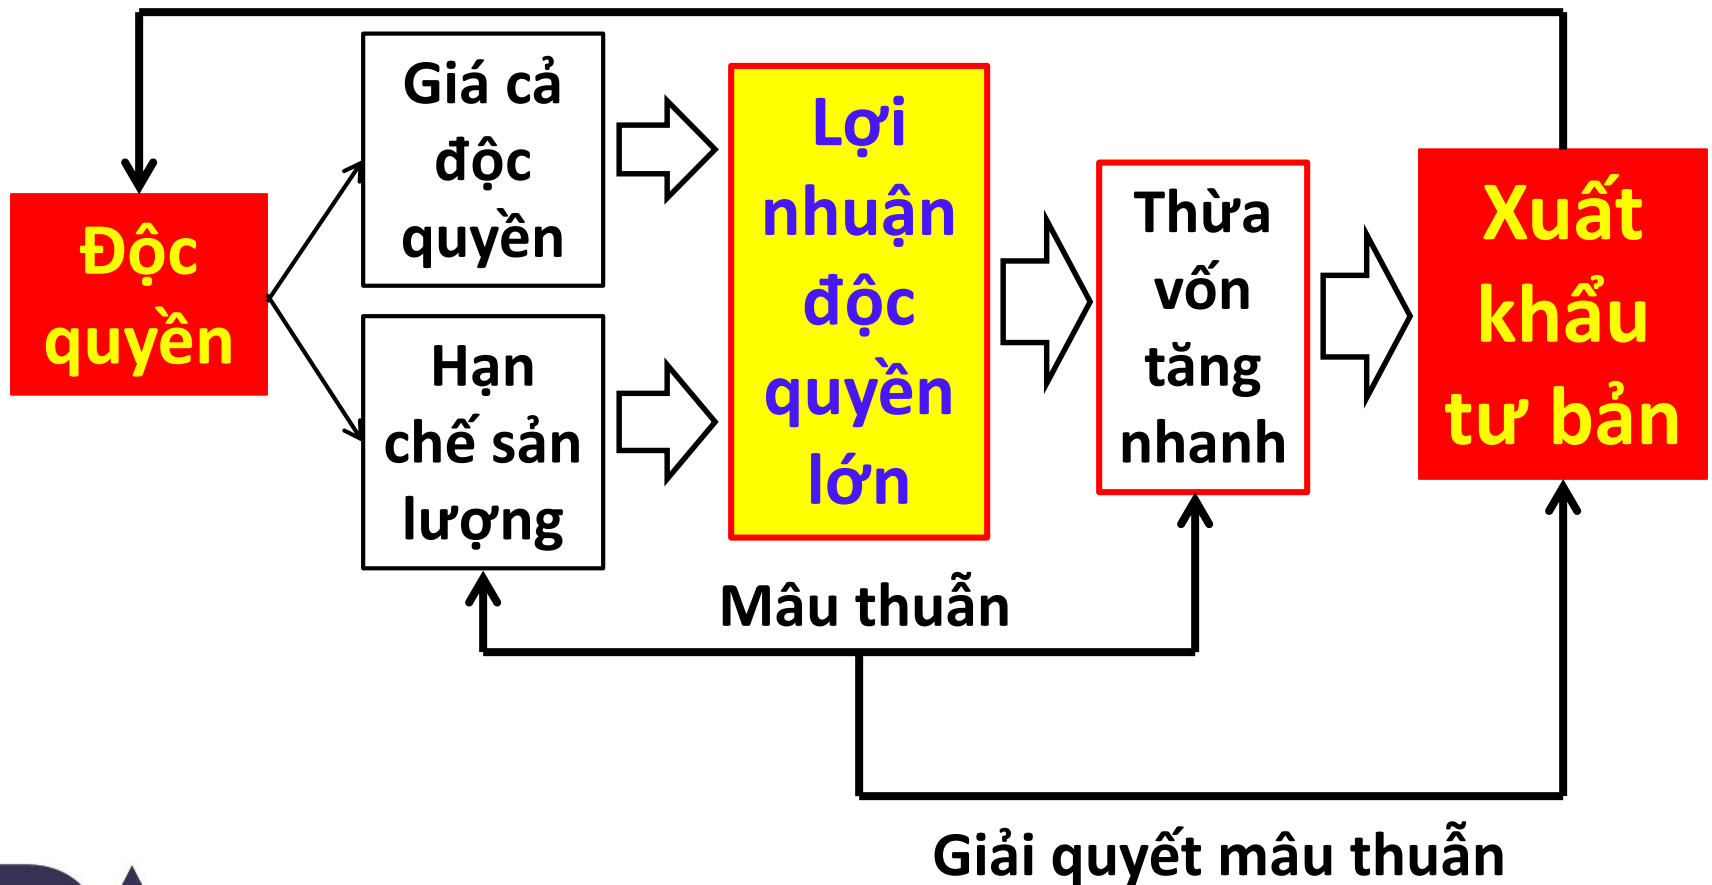 Độc
quyền
Giá cả
độc
quyền
Hạn
chế sản
lượng
Lợi
nhuận
độc
quyền
lớn
Thừa
vốn
tăng
nhanh
Xuất
khẩu
tư bản
Mâu thuẫn
Giải quyết mâu thuẫn